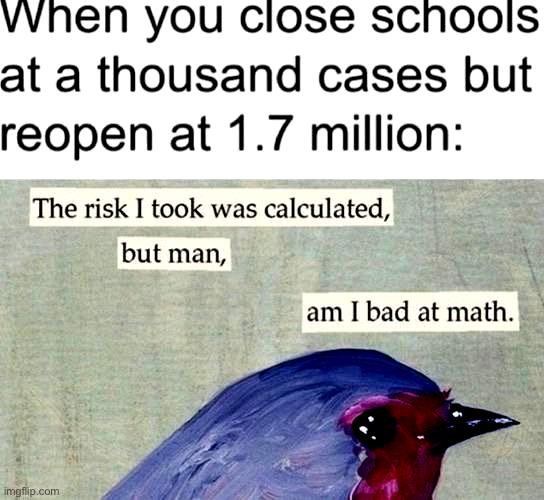 When you close schools
at a thousand cases but
reopen at 1.7 million:
The risk I took was calculated,
but man,
am I bad at math.
imgflip.com